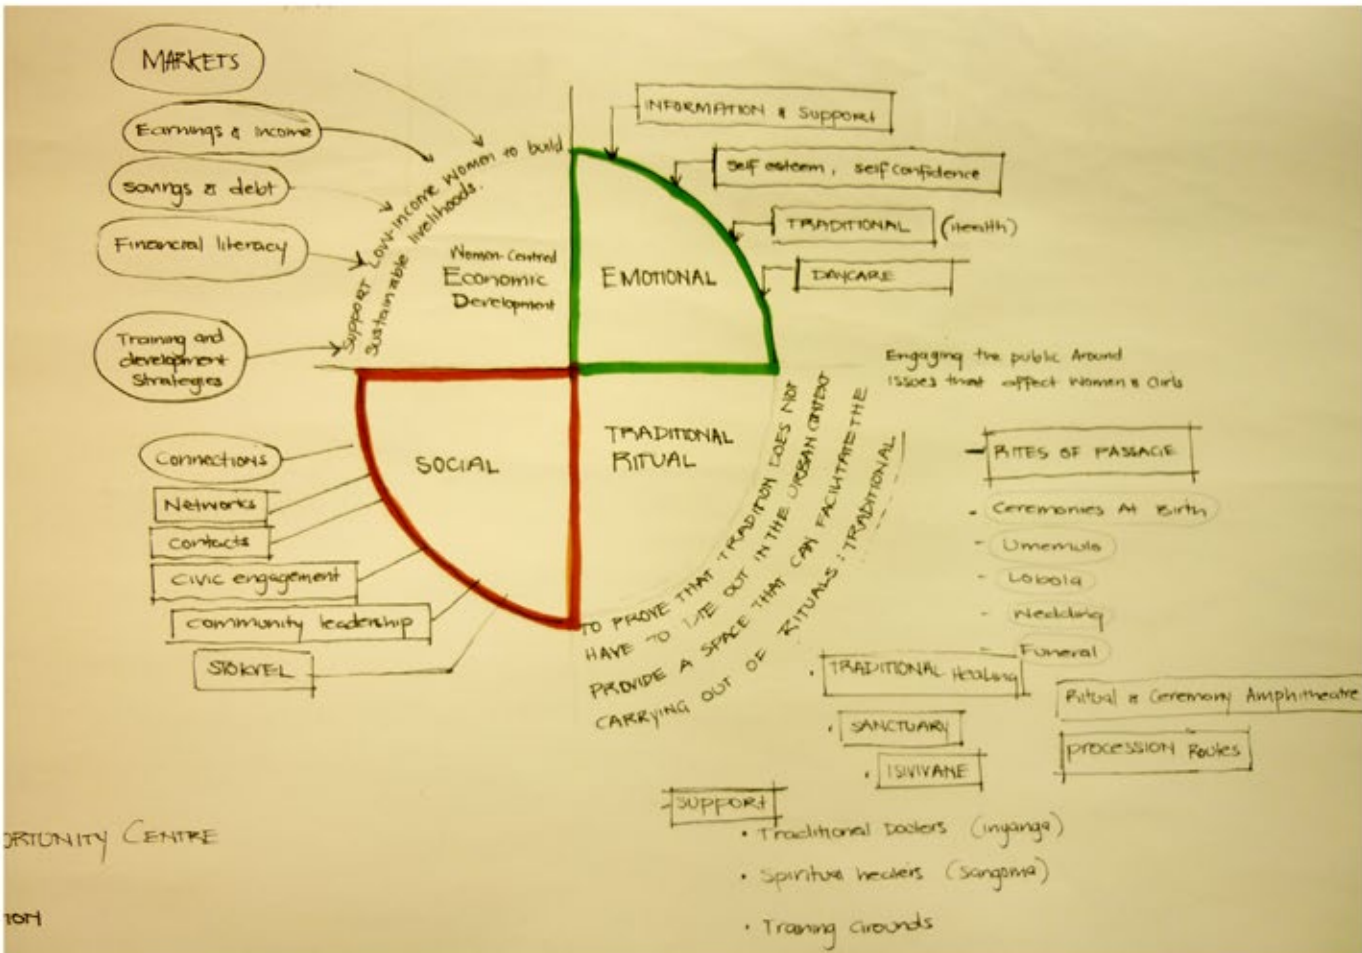 MARKETS
Earnings & income
Savings & debt
Financial literacy
Training and
development
Strategies
Support Low-income Women to build
Sustainable livelihoods.
Women-Centred
Economic
Development
EMOTIONAL
INFORMATION & Support
Self esteem, self confidence
TRADITIONAL (Health)
DAYCARE
SOCIAL
Connections
Networks
Contacts
Civic engagement
Community leadership
STOKVEL
TRADITIONAL
RITUAL
TO PROVE THAT TRADITION DOES NOT
HAVE TO DIE OUT IN THE URBAN CONTEXT
PROVIDE A SPACE THAT CAN FACILITATE THE
CARRYING OUT OF RITUALS: TRADITIONAL
Engaging the public Around
issues that affect Women & Girls
- RITES OF PASSAGE
• Ceremonies At Birth
- Umemulo
- Lobola
- Wedding
- Funeral
• TRADITIONAL Healing
• SANCTUARY
• ISIVIVANE
Ritual & Ceremony Amphitheatre
PROCESSION Routes
- SUPPORT
• Traditional Doctors (inyanga)
• Spiritual healers (Sangoma)
• Training Grounds
ORTUNITY CENTRE
ION